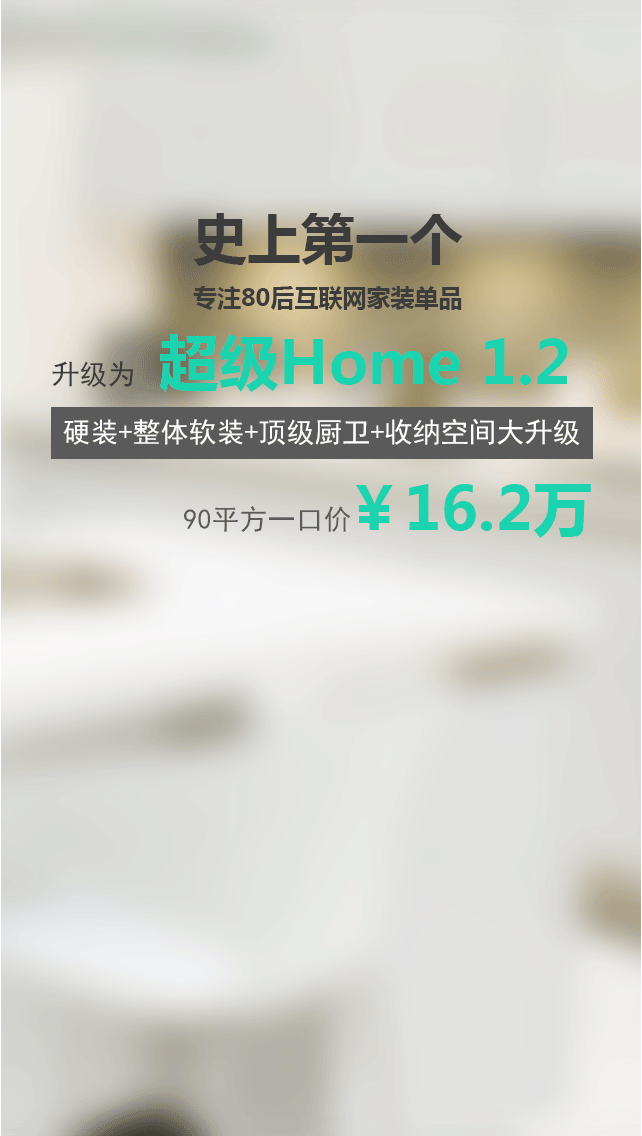 史上第一个
专注80后互联网家装单品
升级为 超级Home 1.2
硬装+整体软装+顶级厨卫+收纳空间大升级
90平方一口价¥16.2万